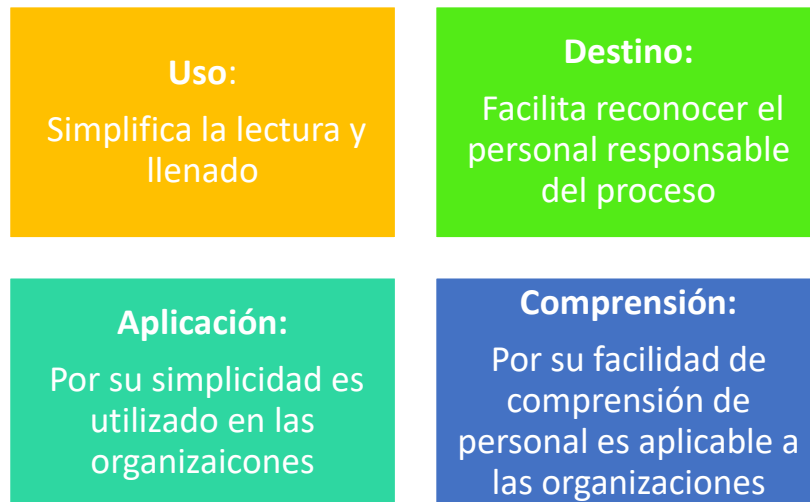 Uso:
Simplifica la lectura y
llenado
Destino:
Facilita reconocer el
personal responsable
del proceso
Aplicación:
Por su simplicidad es
utilizado en las
organizaicones
Comprensión:
Por su facilidad de
comprensión de
personal es aplicable a
las organizaciones